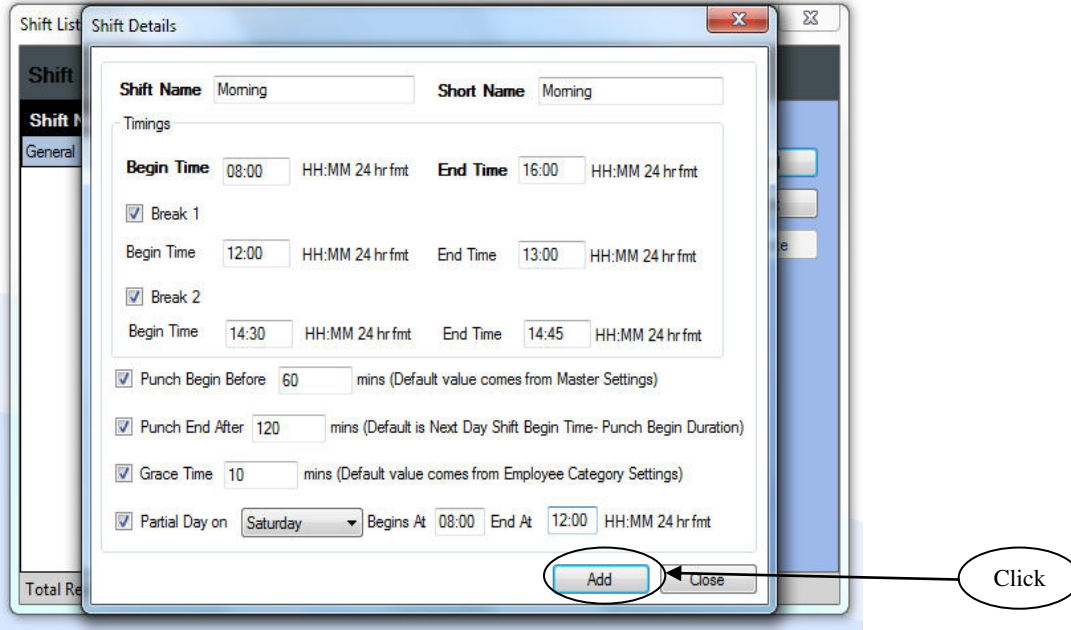 Shift List
Shift Details
Shift
Shift Name Morning Short Name Morning
Shift N
Timings
General
Begin Time 08:00 HH:MM 24 hr fmt End Time 16:00 HH:MM 24 hr fmt
Break 1
Begin Time 12:00 HH:MM 24 hr fmt End Time 13:00 HH:MM 24 hr fmt
Break 2
Begin Time 14:30 HH:MM 24 hr fmt End Time 14:45 HH:MM 24 hr fmt
Punch Begin Before 60 mins (Default value comes from Master Settings)
Punch End After 120 mins (Default is Next Day Shift Begin Time- Punch Begin Duration)
Grace Time 10 mins (Default value comes from Employee Category Settings)
Partial Day on Saturday Begins At 08:00 End At 12:00 HH:MM 24 hr fmt
Add Close Click
Total Re